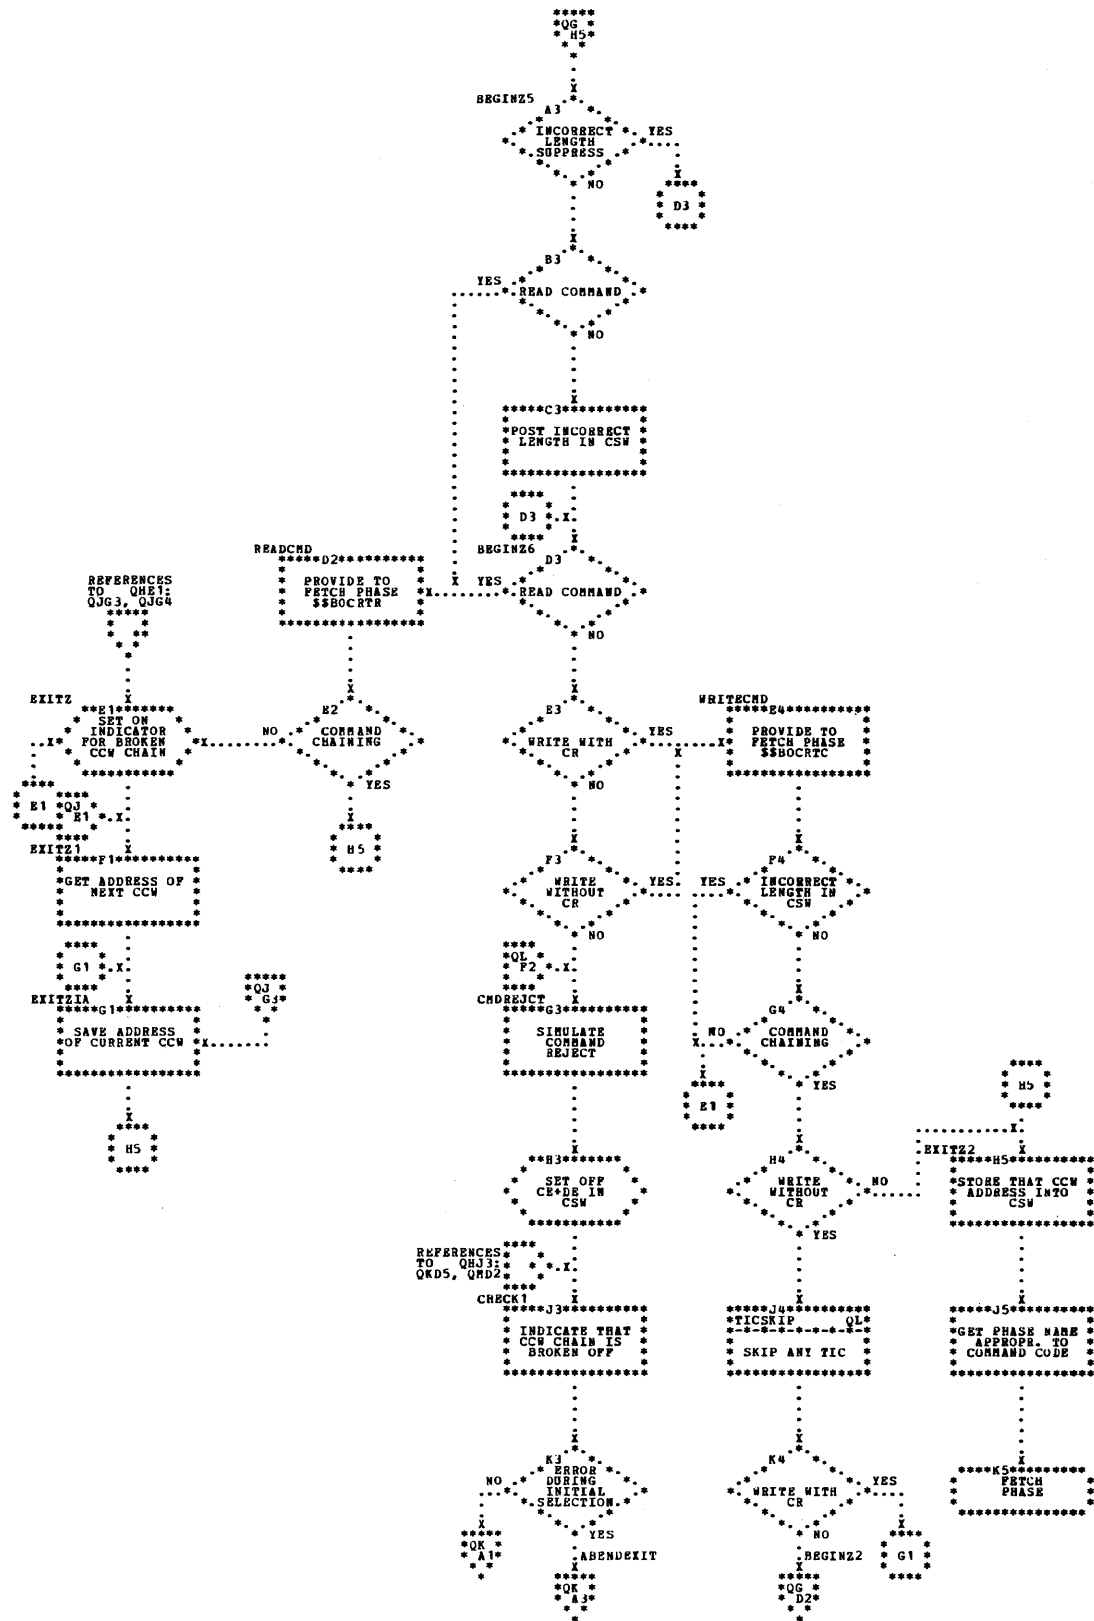 QG
H5
BEGINZ5
A3
INCORRECT
LENGTH
SUPPRESS
YES
NO
D3
B3
YES
READ COMMAND
NO
C3
POST INCORRECT
LENGTH IN CSW
D3
BEGINZ6
READCMD
D2
PROVIDE TO
FETCH PHASE
$$BOCRTR
D3
YES
READ COMMAND
NO
REFERENCES
TO QHE1:
QJG3, QJG4
EXITZ
E1
SET ON
INDICATOR
FOR BROKEN
CCW CHAIN
E2
NO
COMMAND
CHAINING
YES
H5
E3
WRITE WITH
CR
YES
NO
WRITECMD
E4
PROVIDE TO
FETCH PHASE
$$BOCRTC
E1
QJ
E1
EXITZ1
F1
GET ADDRESS OF
NEXT CCW
F3
WRITE
WITHOUT
CR
YES
NO
F4
YES
INCORRECT
LENGTH IN
CSW
NO
G1
QJ
G3
EXITZIA
G1
SAVE ADDRESS
OF CURRENT CCW
H5
QL
F2
CMDREJCT
G3
SIMULATE
COMMAND
REJECT
G4
NO
COMMAND
CHAINING
YES
E1
H5
H3
SET OFF
CE+DE IN
CSW
H4
WRITE
WITHOUT
CR
NO
YES
EXITZ2
H5
STORE THAT CCW
ADDRESS INTO
CSW
REFERENCES
TO QHJ3:
QKD5, QMD2
CHECK1
J3
INDICATE THAT
CCW CHAIN IS
BROKEN OFF
J4
TICSKIP QL
SKIP ANY TIC
J5
GET PHASE NAME
APPROPR. TO
COMMAND CODE
K3
NO
ERROR
DURING
INITIAL
SELECTION
YES
K4
WRITE WITH
CR
YES
NO
K5
FETCH
PHASE
QK
A1
ABENDEXIT
QK
A3
BEGINZ2
QG
D2
G1